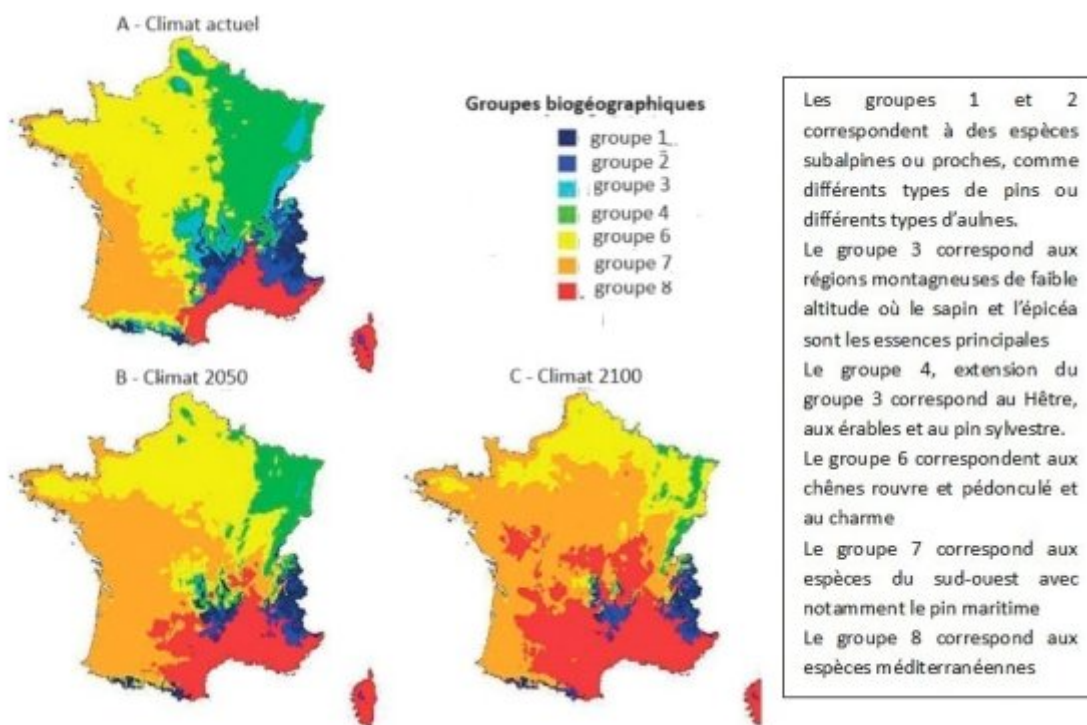 A - Climat actuel
Groupes biogéographiques
groupe 1
groupe 2
groupe 3
groupe 4
groupe 6
groupe 7
groupe 8
B - Climat 2050
C - Climat 2100
Les groupes 1 et 2
correspondent à des espèces
subalpines ou proches, comme
différents types de pins ou
différents types d'aulnes.
Le groupe 3 correspond aux
régions montagneuses de faible
altitude où le sapin et l'épicéa
sont les essences principales
Le groupe 4, extension du
groupe 3 correspond au Hêtre,
aux érables et au pin sylvestre.
Le groupe 6 correspondent aux
chênes rouvre et pédonculé et
au charme
Le groupe 7 correspond aux
espèces du sud-ouest avec
notamment le pin maritime
Le groupe 8 correspond aux
espèces méditerranéennes